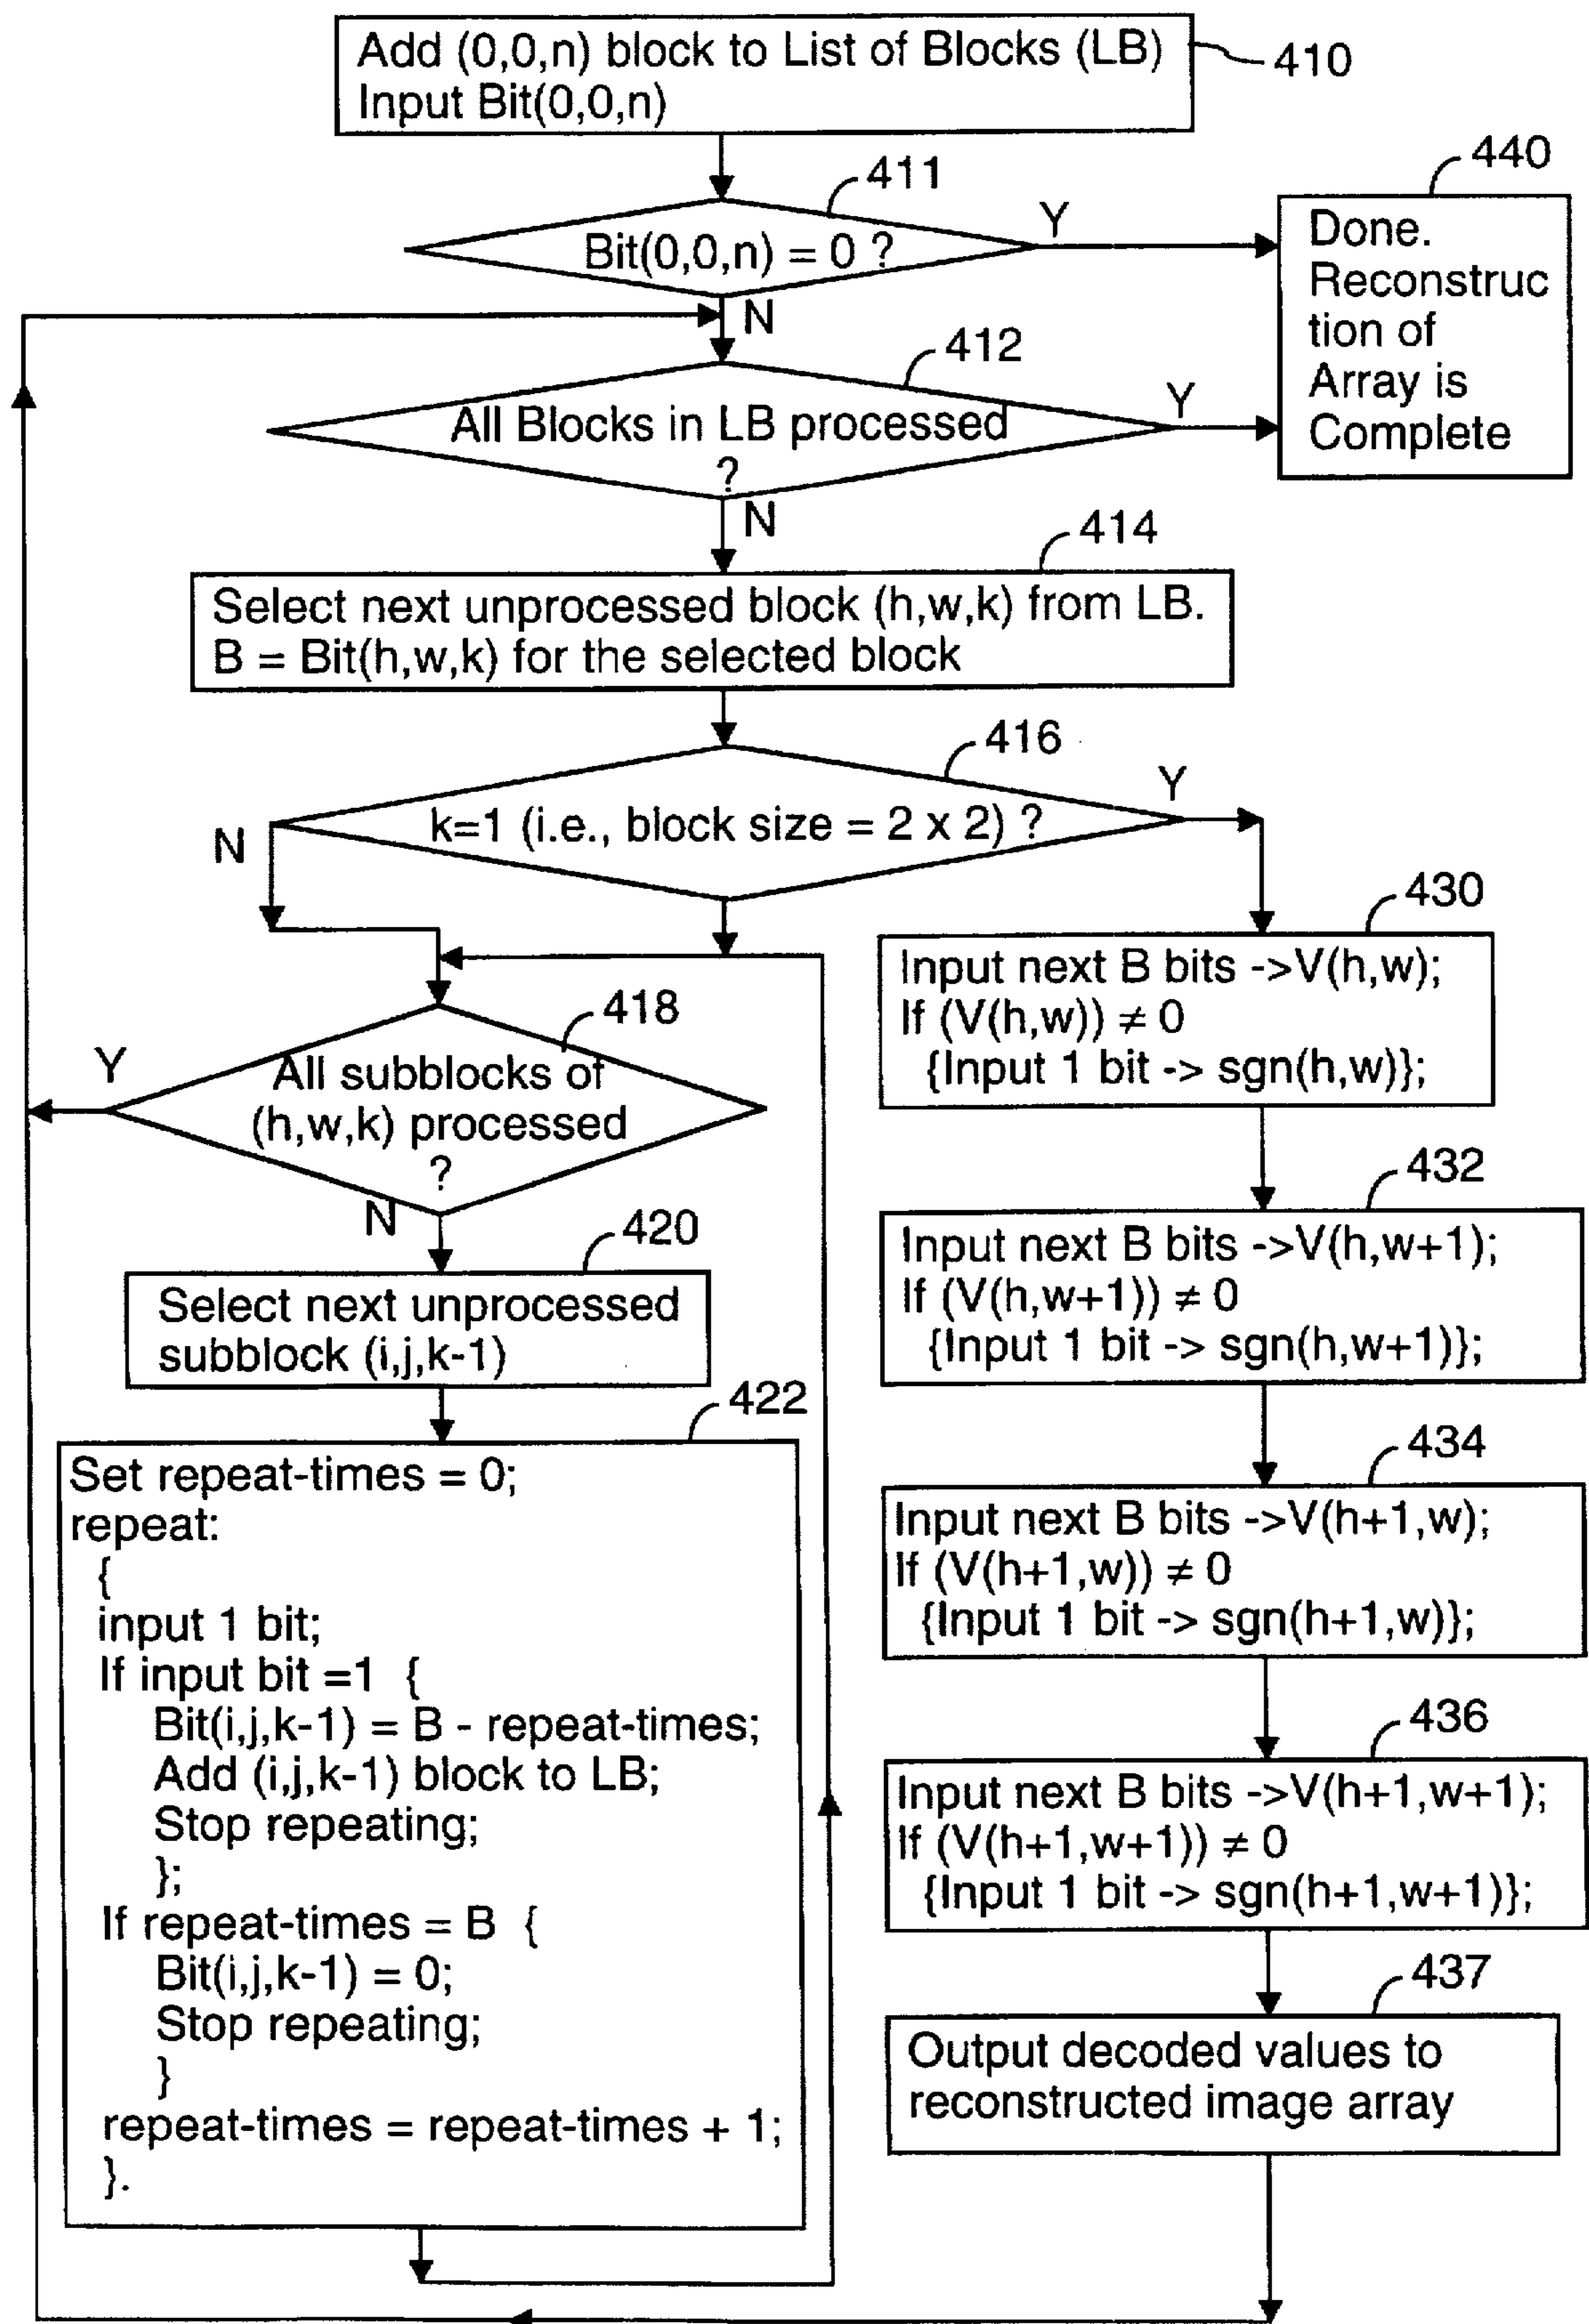 Add (0,0,n) block to List of Blocks (LB)
Input Bit(0,0,n)
410
411
Bit(0,0,n) = 0 ?
Y
N
440
Done.
Reconstruc
tion of
Array is
Complete
412
All Blocks in LB processed
?
Y
N
414
Select next unprocessed block (h,w,k) from LB.
B = Bit(h,w,k) for the selected block
416
k=1 (i.e., block size = 2 x 2) ?
N
Y
418
All subblocks of
(h,w,k) processed
?
Y
N
420
Select next unprocessed
subblock (i,j,k-1)
422
Set repeat-times = 0;
repeat:
{
input 1 bit;
If input bit =1 {
Bit(i,j,k-1) = B - repeat-times;
Add (i,j,k-1) block to LB;
Stop repeating;
};
If repeat-times = B {
Bit(i,j,k-1) = 0;
Stop repeating;
}
repeat-times = repeat-times + 1;
}.
430
Input next B bits ->V(h,w);
If (V(h,w)) ≠ 0
{Input 1 bit -> sgn(h,w)};
432
Input next B bits ->V(h,w+1);
If (V(h,w+1)) ≠ 0
{Input 1 bit -> sgn(h,w+1)};
434
Input next B bits ->V(h+1,w);
If (V(h+1,w)) ≠ 0
{Input 1 bit -> sgn(h+1,w)};
436
Input next B bits ->V(h+1,w+1);
If (V(h+1,w+1)) ≠ 0
{Input 1 bit -> sgn(h+1,w+1)};
437
Output decoded values to
reconstructed image array